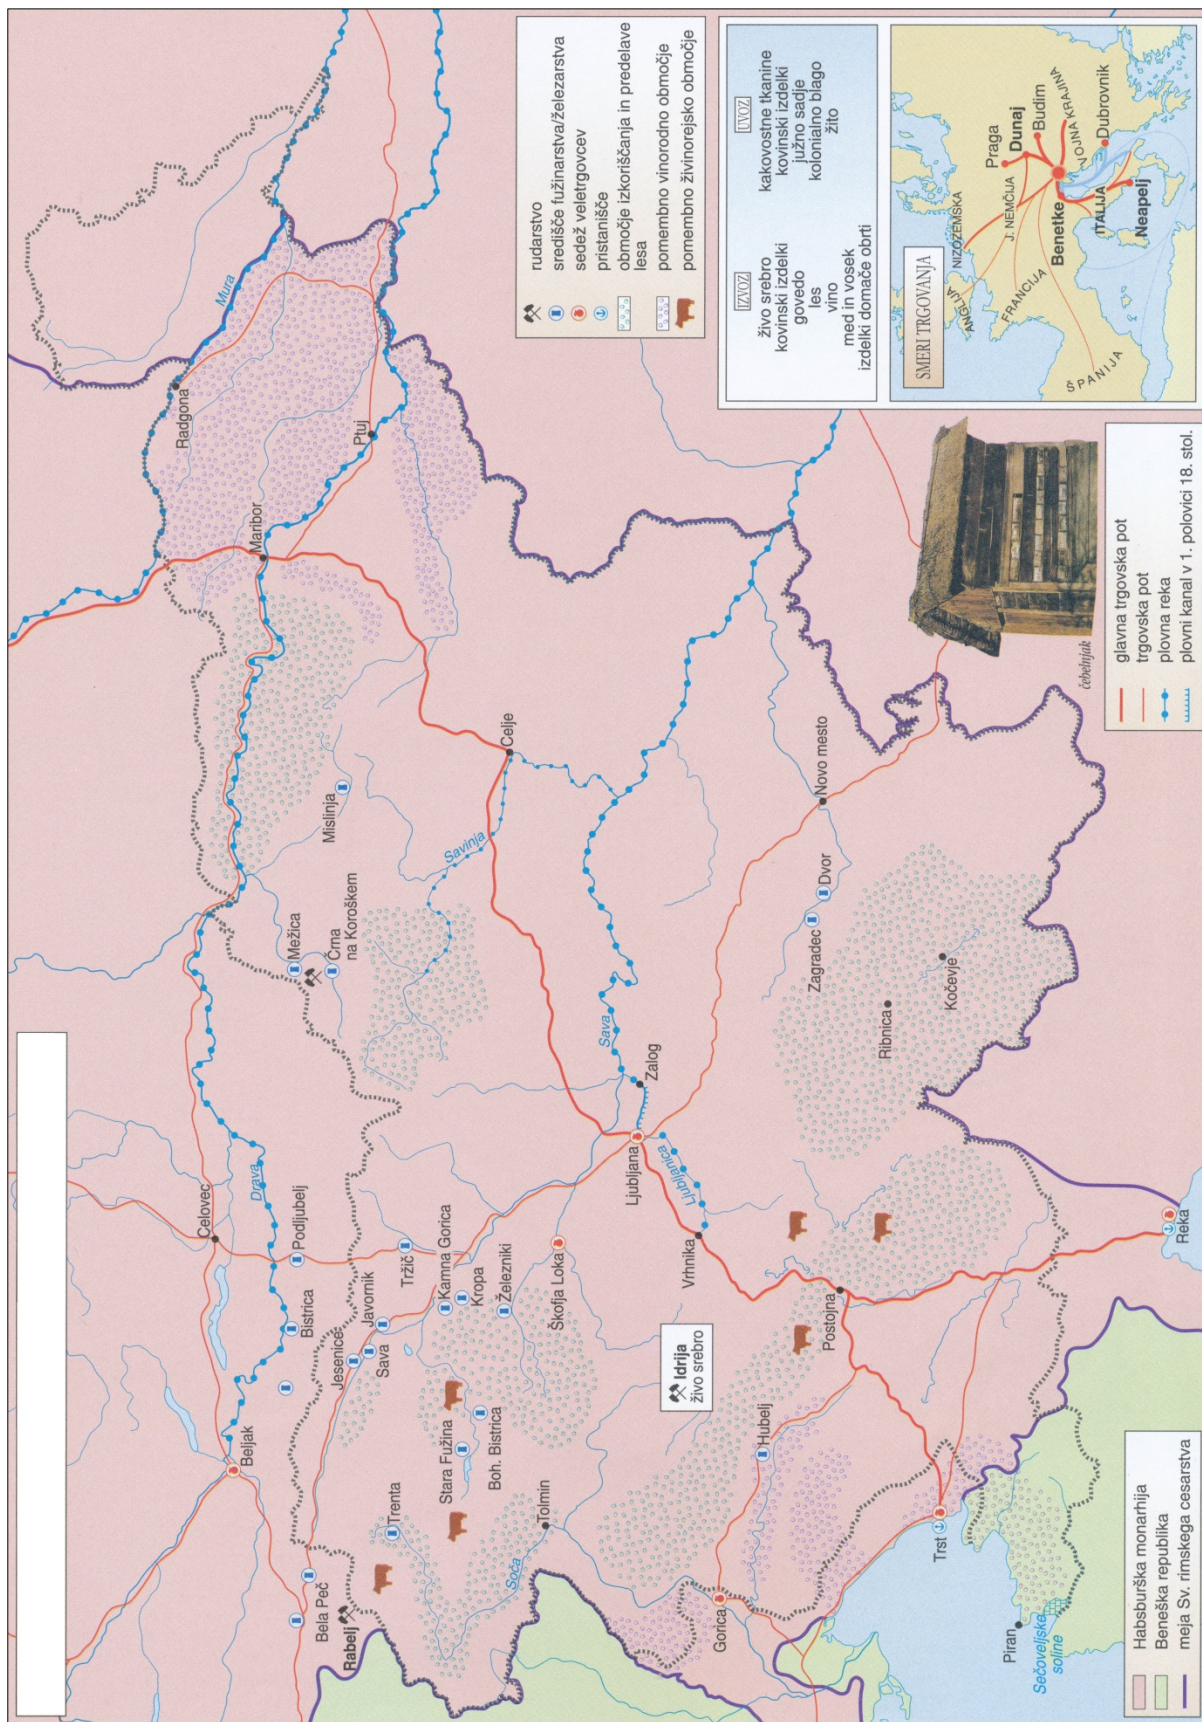 Mura
Radgona
Maribor
Ptuj
Celovec
Drava
Beljak
Podljubelj
Bistrica
Mežica
Črna
na Koroškem
Mislinja
Savinja
Celje
Jesenice
Javornik
Sava
Tržič
Kamna Gorica
Kropa
Železniki
Škofja Loka
Bela Peč
Rabelj
Trenta
Stara Fužina
Boh. Bistrica
Soča
Tolmin
Sava
Zalog
Ljubljana
Ljubljanica
Vrhnika
Idrija
živo srebro
Postojna
Hubelj
Gorica
Trst
Piran
Sečoveljske
soline
Reka
Novo mesto
Dvor
Zagradec
Ribnica
Kočevje
čebelnjak
rudarstvo
središče fužinarstva/železarstva
sedež veletrgovcev
pristanišče
območje izkoriščanja in predelave
lesa
pomembno vinorodno območje
pomembno živinorejsko območje
IZVOZ
živo srebro
kovinski izdelki
govedo
les
vino
med in vosek
izdelki domače obrti
UVOZ
kakovostne tkanine
kovinski izdelki
južno sadje
kolonialno blago
žito
SMERI TRGOVANJA
NIZOZEMSKA
ANGLIJA
J. NEMČIJA
FRANCIJA
ŠPANIJA
Praga
Dunaj
Budim
VOJNA KRAJINA
Dubrovnik
Benetke
ITALIJA
Neapelj
glavna trgovska pot
trgovska pot
plovna reka
plovni kanal v 1. polovici 18. stol.
Habsburška monarhija
Beneška republika
meja Sv. rimskega cesarstva